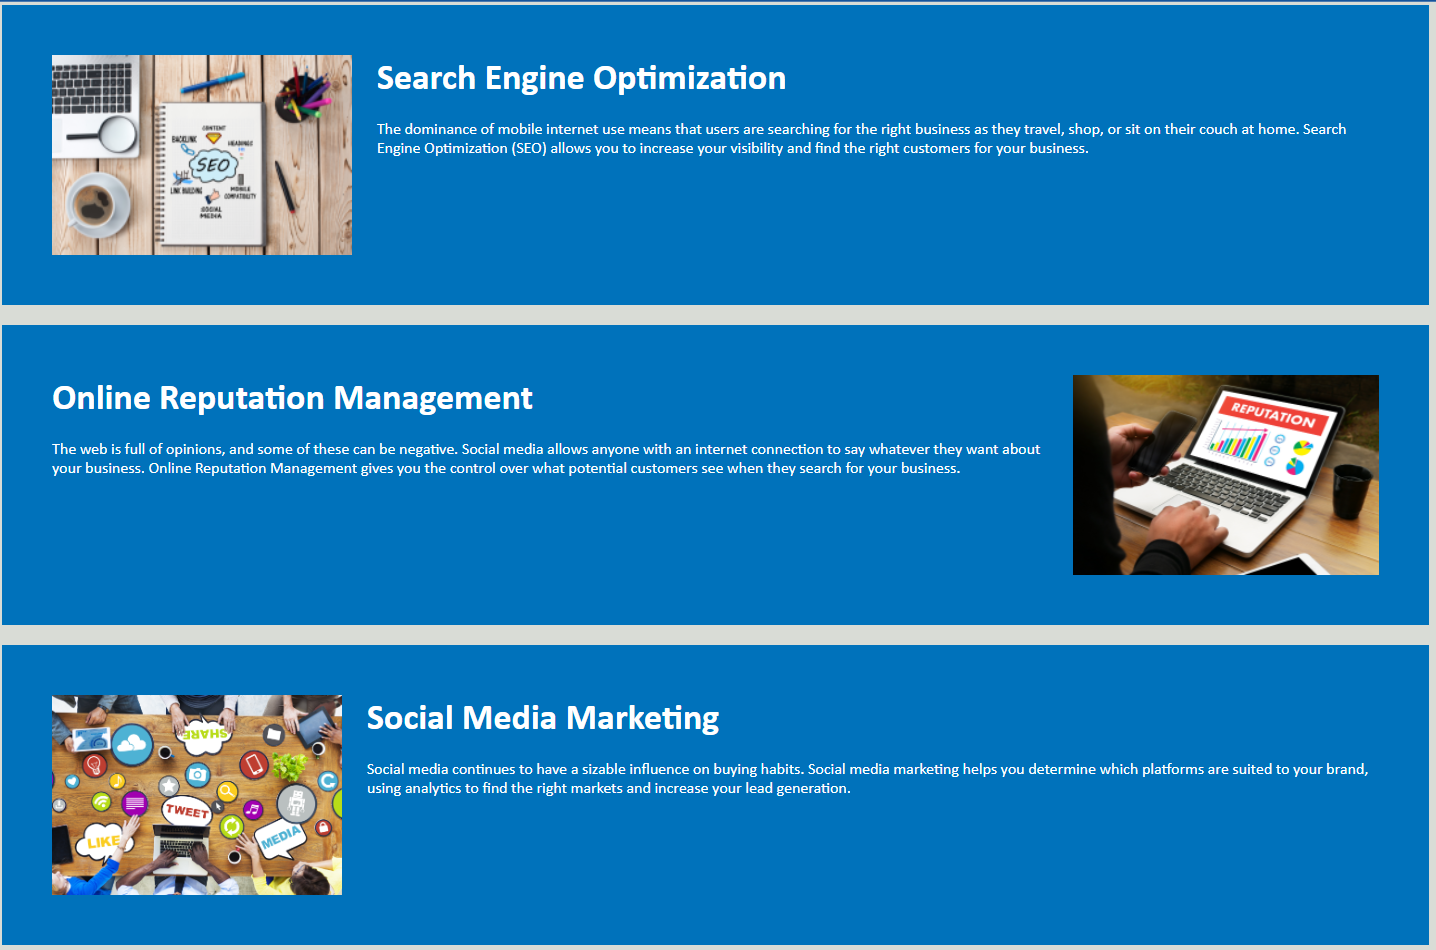 CONTENT
BACKLINK
HEADINGS
SEO
LINK BUILDING
MOBILE
COMPATIBILITY
SOCIAL
MEDIA
Search Engine Optimization
The dominance of mobile internet use means that users are searching for the right business as they travel, shop, or sit on their couch at home. Search
Engine Optimization (SEO) allows you to increase your visibility and find the right customers for your business.
Online Reputation Management
The web is full of opinions, and some of these can be negative. Social media allows anyone with an internet connection to say whatever they want about
your business. Online Reputation Management gives you the control over what potential customers see when they search for your business.
REPUTATION
SHARE
TWEET
LIKE
MEDIA
Social Media Marketing
Social media continues to have a sizable influence on buying habits. Social media marketing helps you determine which platforms are suited to your brand,
using analytics to find the right markets and increase your lead generation.